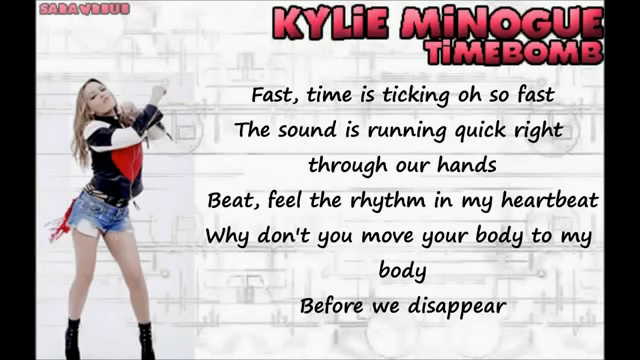 KYLiE MiNOGUE
TiMEBOMB
Fast, time is ticking oh so fast
The sound is running quick right
through our hands
Beat, feel the rhythm in my heartbeat
Why don't you move your body to my
body
Before we disappear